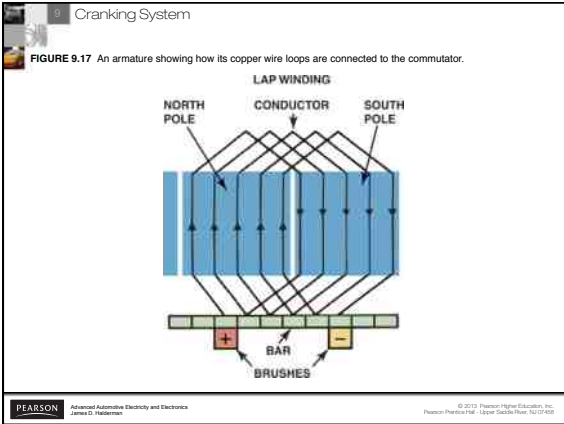 9 Cranking System
FIGURE 9.17 An armature showing how its copper wire loops are connected to the commutator.
LAP WINDING
NORTH POLE
CONDUCTOR
SOUTH POLE
+
−
BAR
BRUSHES
PEARSON
Advanced Automotive Electricity and Electronics
James D. Halderman
© 2013 Pearson Higher Education, Inc.
Pearson Prentice Hall - Upper Saddle River, NJ 07458